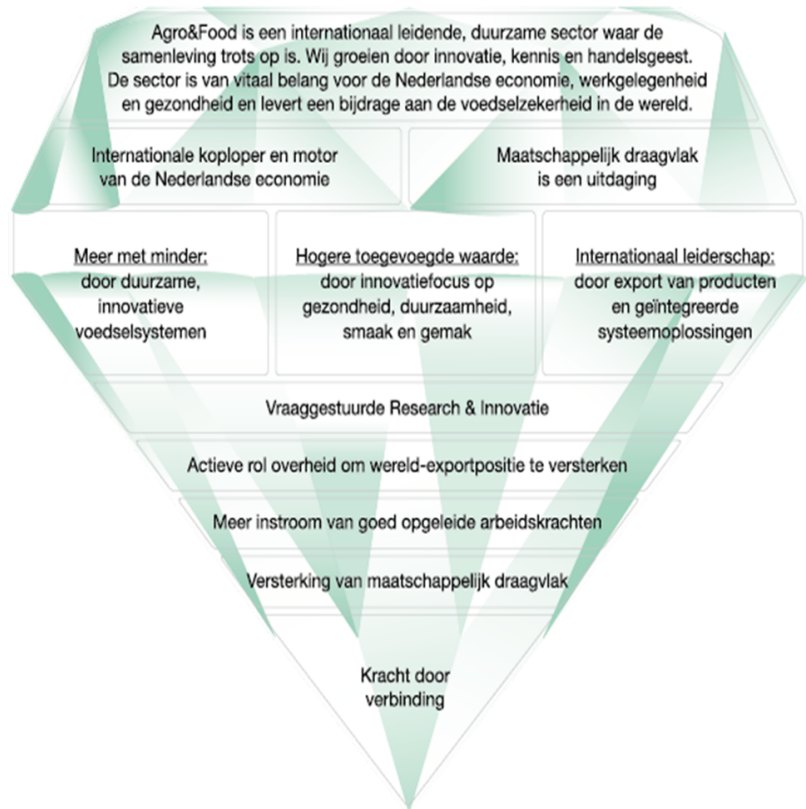 Agro&Food is een internationaal leidende, duurzame sector waar de
samenleving trots op is. Wij groeien door innovatie, kennis en handelsgeest.
De sector is van vitaal belang voor de Nederlandse economie, werkgelegenheid
en gezondheid en levert een bijdrage aan de voedselzekerheid in de wereld.
Internationale koploper en motor
van de Nederlandse economie
Maatschappelijk draagvlak
is een uitdaging
Meer met minder:
door duurzame,
innovatieve
voedselsystemen
Hogere toegevoegde waarde:
door innovatiefocus op
gezondheid, duurzaamheid,
smaak en gemak
Internationaal leiderschap:
door export van producten
en geïntegreerde
systeemoplossingen
Vraaggestuurde Research & Innovatie
Actieve rol overheid om wereld-exportpositie te versterken
Meer instroom van goed opgeleide arbeidskrachten
Versterking van maatschappelijk draagvlak
Kracht door
verbinding